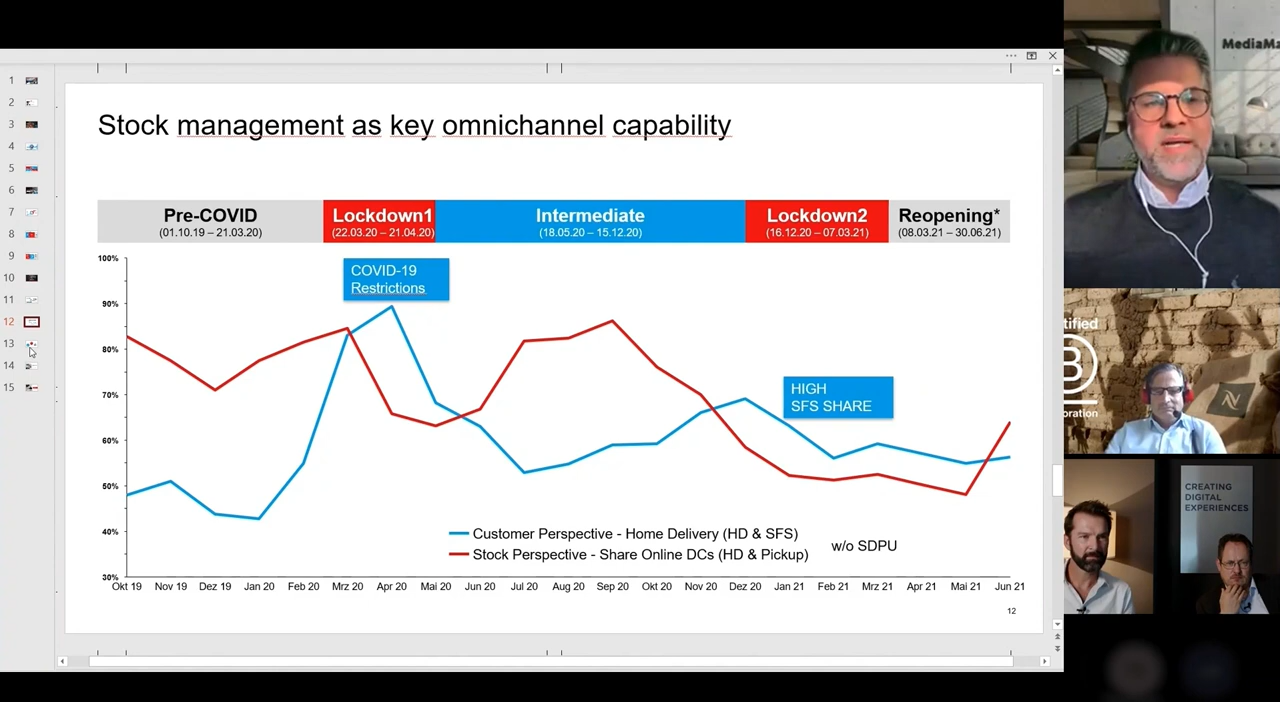 Stock management as key omnichannel capability
Pre-COVID
(01.10.19 – 21.03.20)
Lockdown1
(22.03.20 – 21.04.20)
Intermediate
(18.05.20 – 15.12.20)
Lockdown2
(16.12.20 – 07.03.21)
Reopening*
(08.03.21 – 30.06.21)
100%
90%
80%
70%
60%
50%
40%
30%
COVID-19
Restrictions
HIGH
SFS SHARE
Customer Perspective - Home Delivery (HD & SFS)
Stock Perspective - Share Online DCs (HD & Pickup)
w/o SDPU
Okt 19 Nov 19 Dez 19 Jan 20 Feb 20 Mrz 20 Apr 20 Mai 20 Jun 20 Jul 20 Aug 20 Sep 20 Okt 20 Nov 20 Dez 20 Jan 21 Feb 21 Mrz 21 Apr 21 Mai 21 Jun 21
12
1
2
3
4
5
6
7
8
9
10
11
12
13
14
15
MediaMa
tified
B
oration
N
CREATING
DIGITAL
EXPERIENCES